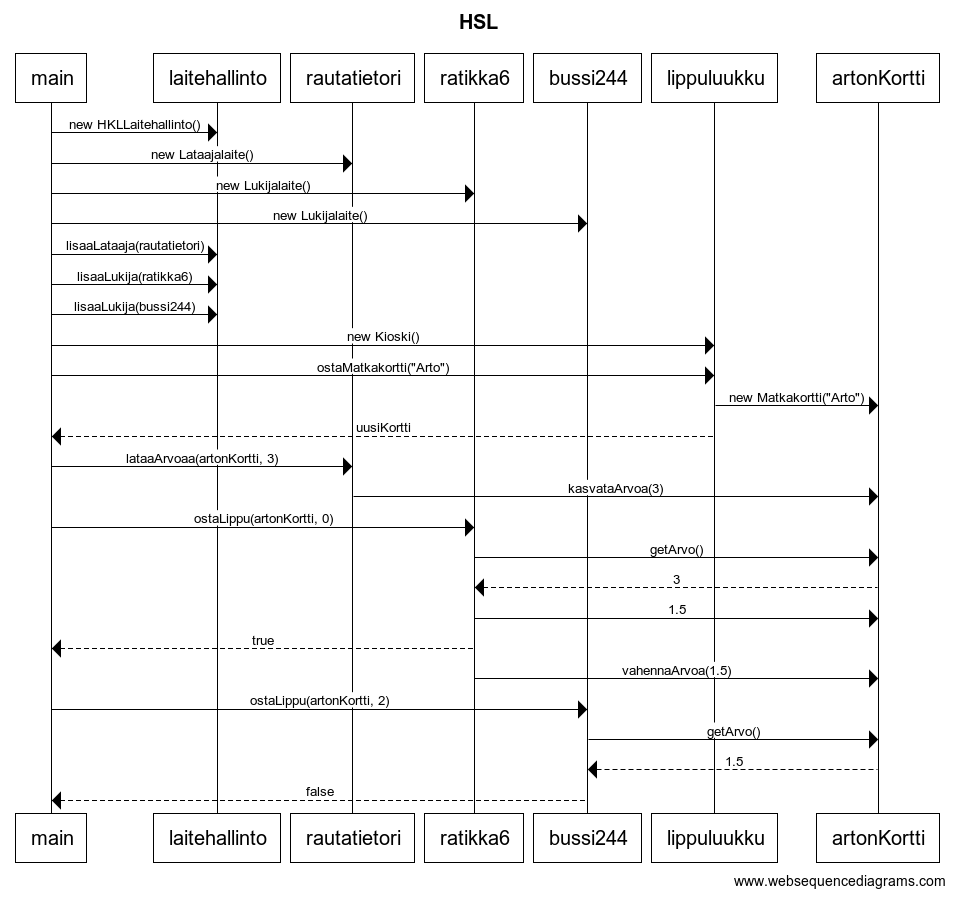 HSL
main laitehallinto rautatietori ratikka6 bussi244 lippuluukku artonKortti
new HKLLaitehallinto()
new Lataajalaite()
new Lukijalaite()
new Lukijalaite()
lisaaLataaja(rautatietori)
lisaaLukija(ratikka6)
lisaaLukija(bussi244)
new Kioski()
ostaMatkakortti("Arto")
new Matkakortti("Arto")
uusiKortti
lataaArvoaa(artonKortti, 3)
kasvataArvoa(3)
ostaLippu(artonKortti, 0)
getArvo()
3
1.5
true
vahennaArvoa(1.5)
ostaLippu(artonKortti, 2)
getArvo()
1.5
false
main laitehallinto rautatietori ratikka6 bussi244 lippuluukku artonKortti
www.websequencediagrams.com